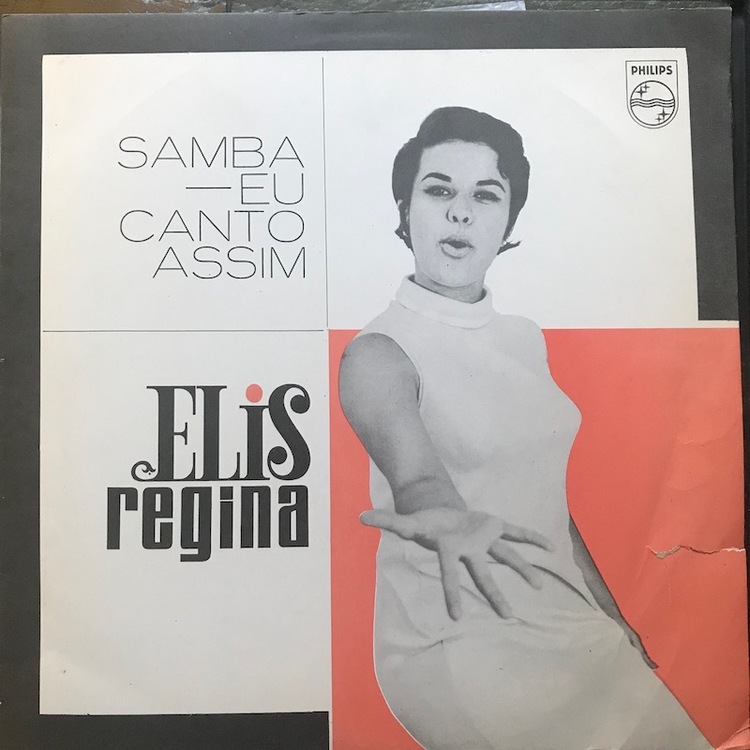 PHILIPS
SAMBA
—EU
CANTO
ASSIM
ELiS
regina